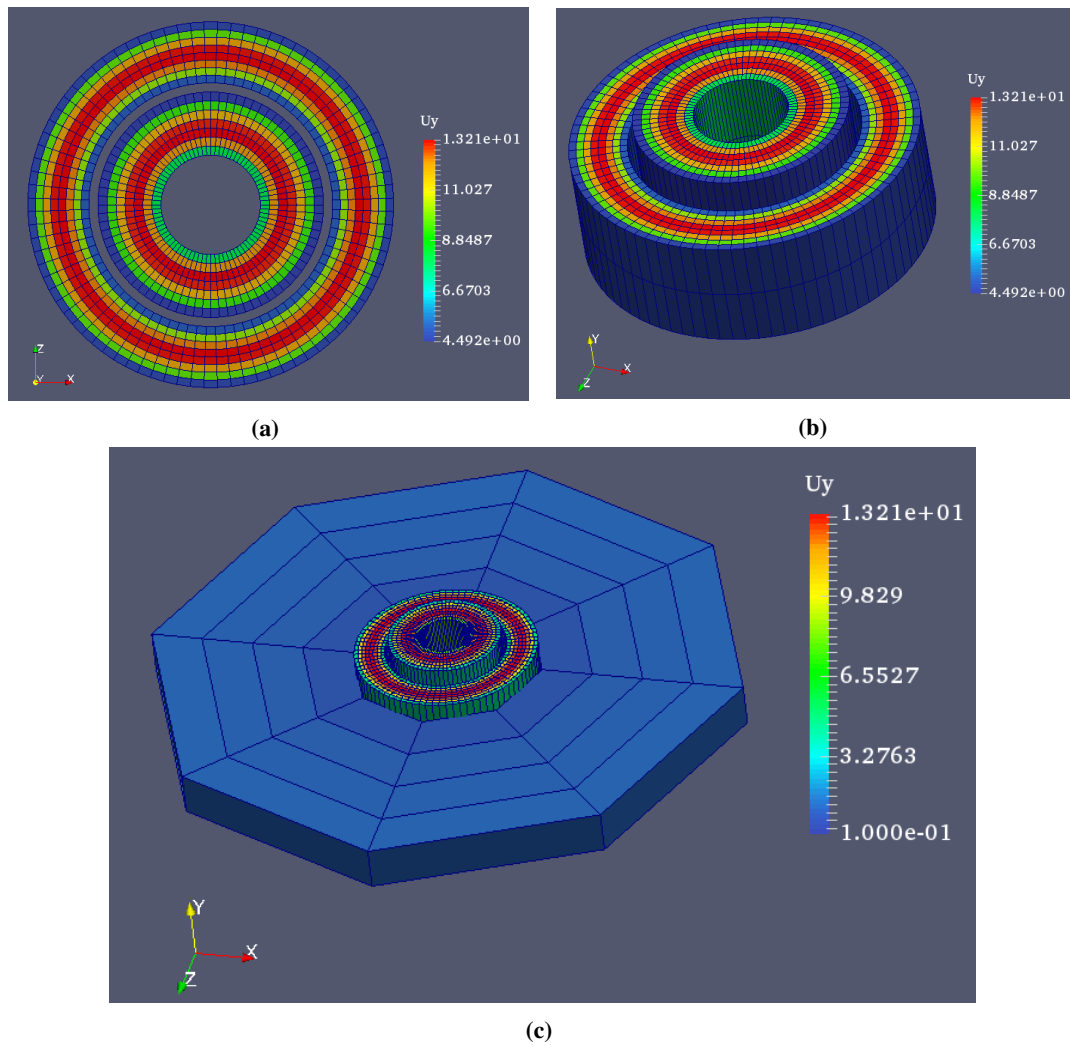 Uy
1.321e+01
11.027
8.8487
6.6703
4.492e+00
Z
Y
X
(a)
Uy
1.321e+01
11.027
8.8487
6.6703
4.492e+00
Y
X
Z
(b)
Uy
1.321e+01
9.829
6.5527
3.2763
1.000e-01
Y
X
Z
(c)